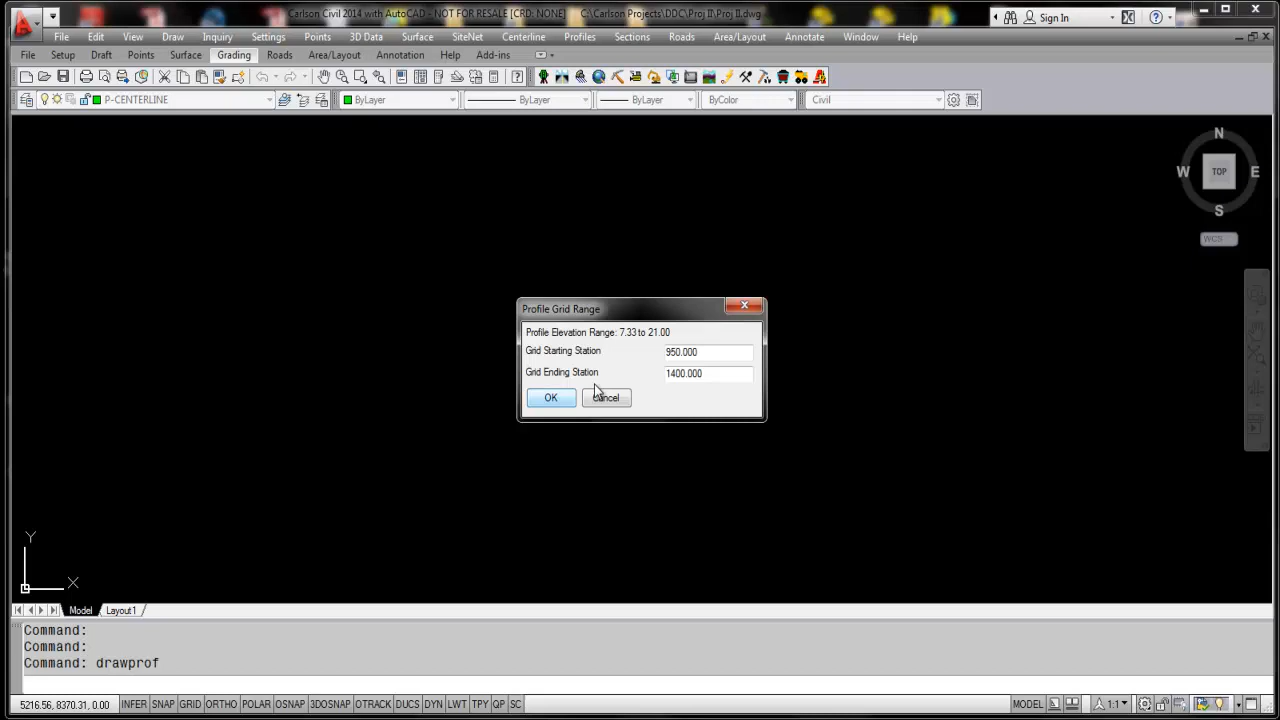 Carlson Civil 2014 with AutoCAD - NOT FOR RESALE [CRD: NONE] C:\Carlson Projects\DDC\Proj II\Proj II.dwg
Sign In
File Edit View Draw Inquiry Settings Points 3D Data Surface SiteNet Centerline Profiles Sections Roads Area/Layout Annotate Window Help
File Setup Draft Points Surface Grading Roads Area/Layout Annotation Help Add-ins
P-CENTERLINE ByLayer ByLayer ByLayer ByColor Civil
N
W TOP E
S
WCS
Profile Grid Range
Profile Elevation Range: 7.33 to 21.00
Grid Starting Station 950.000
Grid Ending Station 1400.000
OK Cancel
Y
X
Model Layout1
Command:
Command:
Command: drawprof
5216.56, 8370.31, 0.00 INFER SNAP GRID ORTHO POLAR OSNAP 3DOSNAP OTRACK DUCS DYN LWT TPY QP SC MODEL 1:1